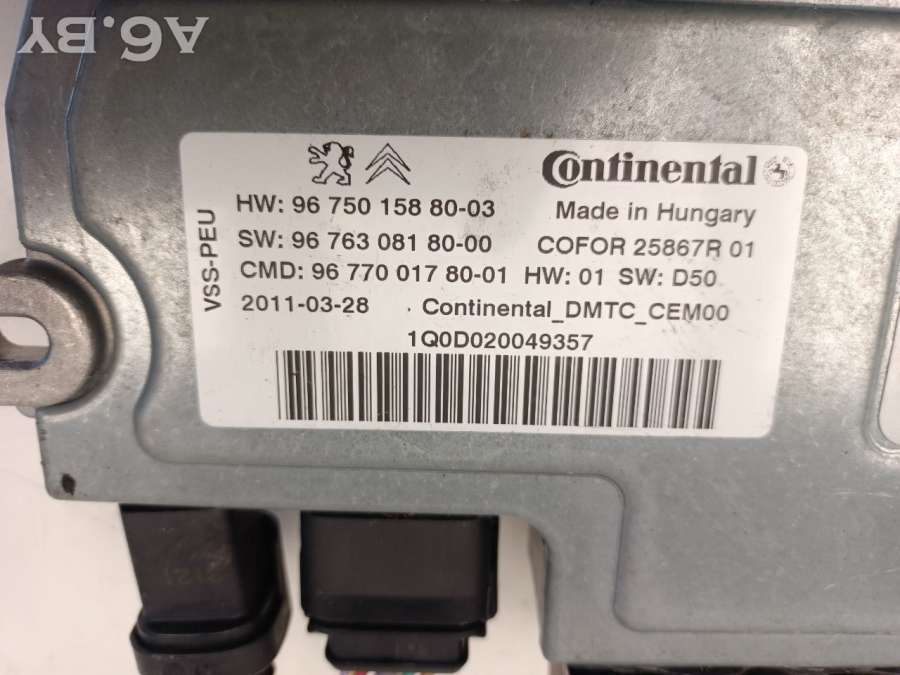 A6.BY
Continental
HW: 96 750 158 80-03 Made in Hungary
SW: 96 763 081 80-00 COFOR 25867R 01
CMD: 96 770 017 80-01 HW: 01 SW: D50
2011-03-28 Continental_DMTC_CEM00
1Q0D020049357
VSS-PEU